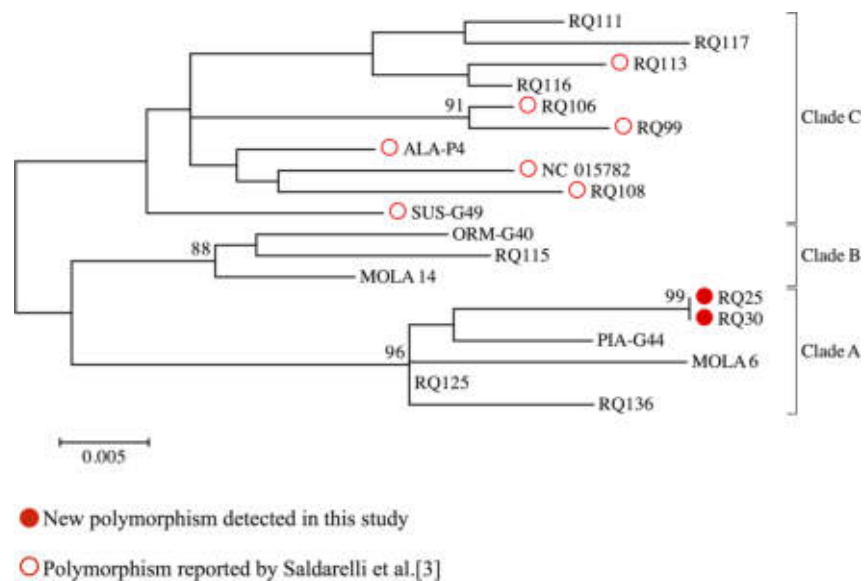 RQ111
RQ117
RQ113
RQ116
91
RQ106
RQ99
Clade C
ALA-P4
NC 015782
RQ108
SUS-G49
ORM-G40
88
RQ115
Clade B
MOLA 14
99
RQ25
RQ30
PIA-G44
Clade A
96
MOLA 6
RQ125
RQ136
0.005
New polymorphism detected in this study
Polymorphism reported by Saldarelli et al.[3]